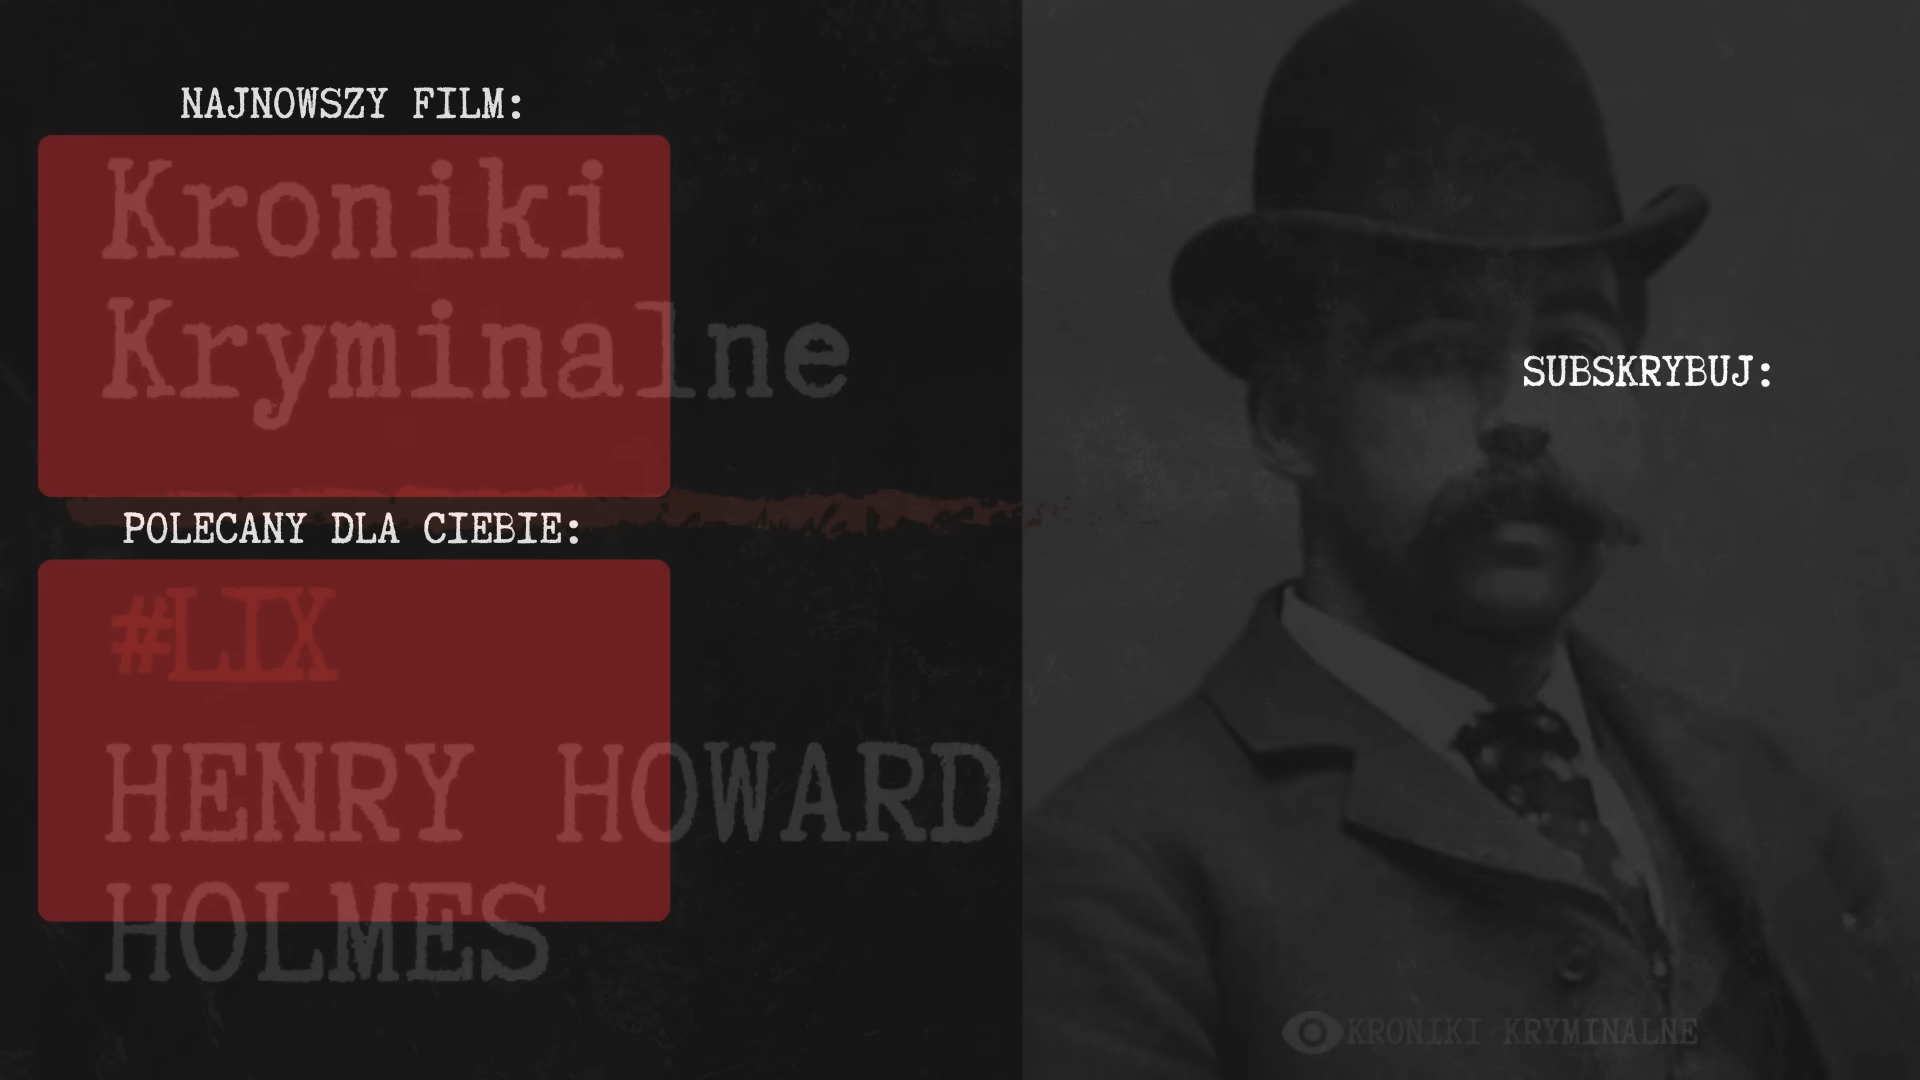 NAJNOWSZY FILM:
Kroniki
Kryminalne
POLECANY DLA CIEBIE:
#LIX
HENRY HOWARD
HOLMES
SUBSKRYBUJ:
KRONIKI KRYMINALNE